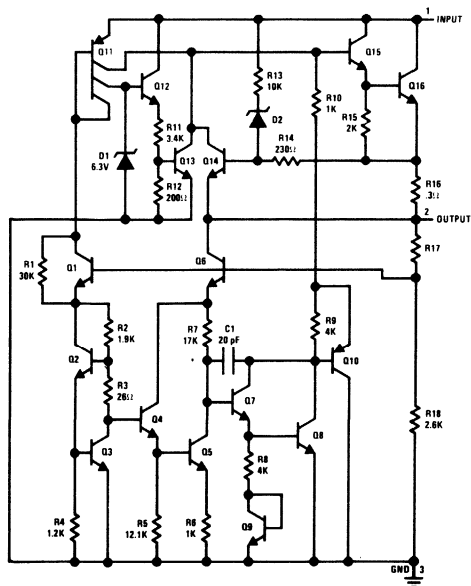 1
INPUT
Q11
Q15
Q12
R13
10K
Q16
R10
1K
R11
3.4K
D2
R15
2K
D1
6.3V
Q13
Q14
R14
230Ω
R12
200Ω
R16
.3Ω
2
OUTPUT
R17
R1
30K
Q1
Q6
Q2
R2
1.9K
R7
17K
C1
20 pF
R9
4K
Q10
R3
26Ω
Q4
Q7
R18
2.6K
Q3
Q5
Q8
R8
4K
R4
1.2K
R5
12.1K
R6
1K
Q9
GND
3